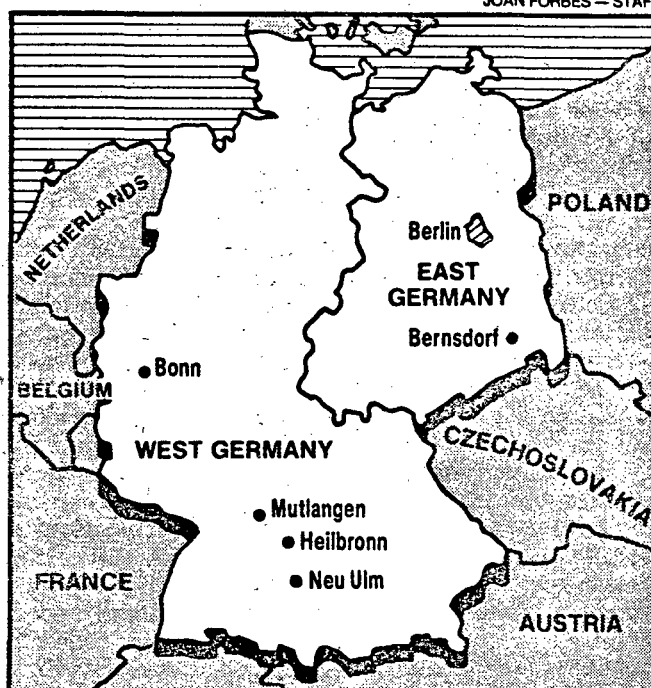 JOAN FORBES — STAF
NETHERLANDS
POLAND
Berlin
EAST
GERMANY
Bernsdorf
Bonn
BELGIUM
WEST GERMANY
CZECHOSLOVAKIA
Mutlangen
Heilbronn
Neu Ulm
FRANCE
AUSTRIA